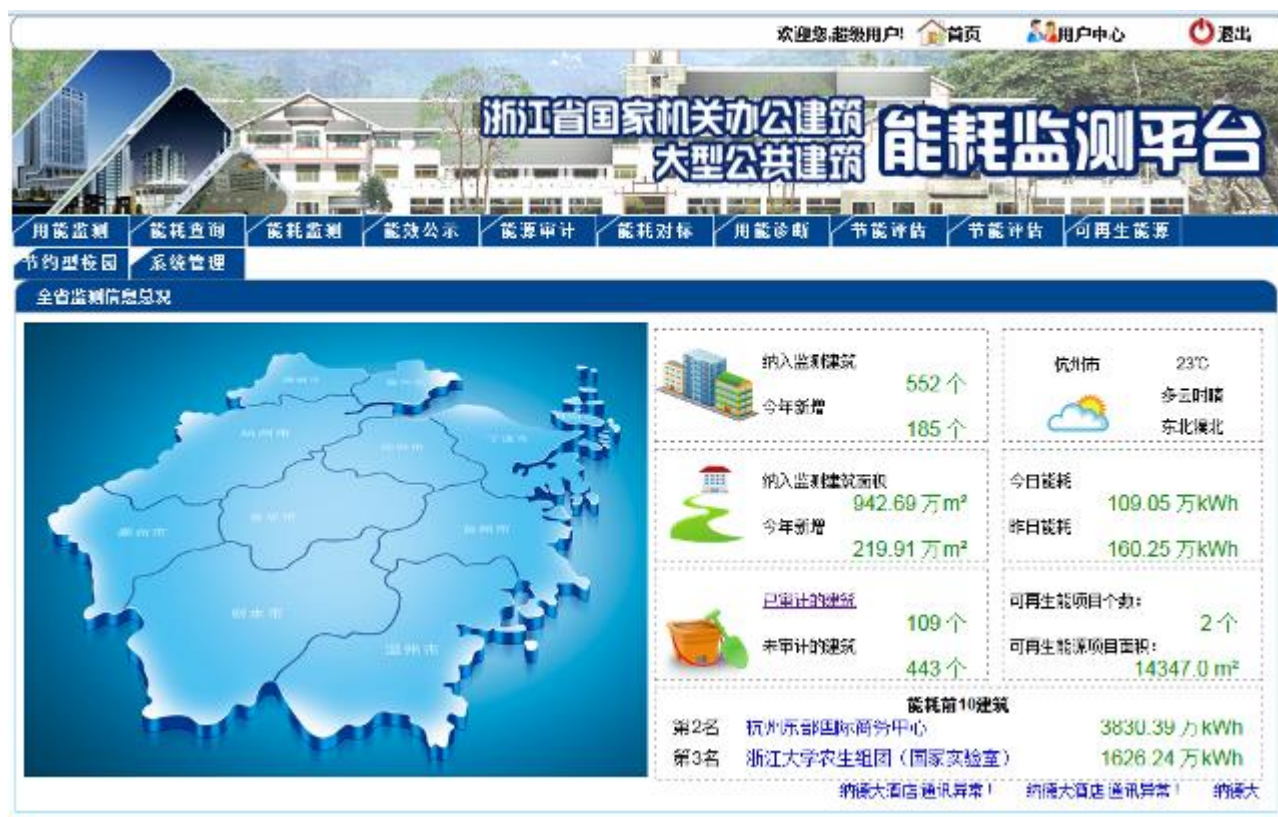 欢迎您,超级用户! 首页 用户中心 退出
浙江省国家机关办公建筑
大型公共建筑
能耗监测平台
用能监测 能耗查询 能耗监测 能效公示 能源审计 能耗对标 用能诊断 节能评估 节能评估 可再生能源
节约型校园 系统管理
全省监测信息总况
杭州市
衢州市
丽水市
温州市
纳入监测建筑
552 个
今年新增
185 个
杭州市 23℃
多云时晴
纳入监测建筑面积
942.69 万m²
今年新增
219.91 万m²
今日能耗
109.05 万kWh
昨日能耗
160.25 万kWh
已审计的建筑
109 个
未审计的建筑
443 个
可再生能项目个数:
2 个
可再生能源项目面积:
14347.0 m²
能耗前10建筑
第2名 杭州东部国际商务中心 3830.39 万kWh
第3名 浙江大学农生组团(国家实验室) 1626.24 万kWh
纳德大酒店通讯异常! 纳德大酒店通讯异常! 纳德大